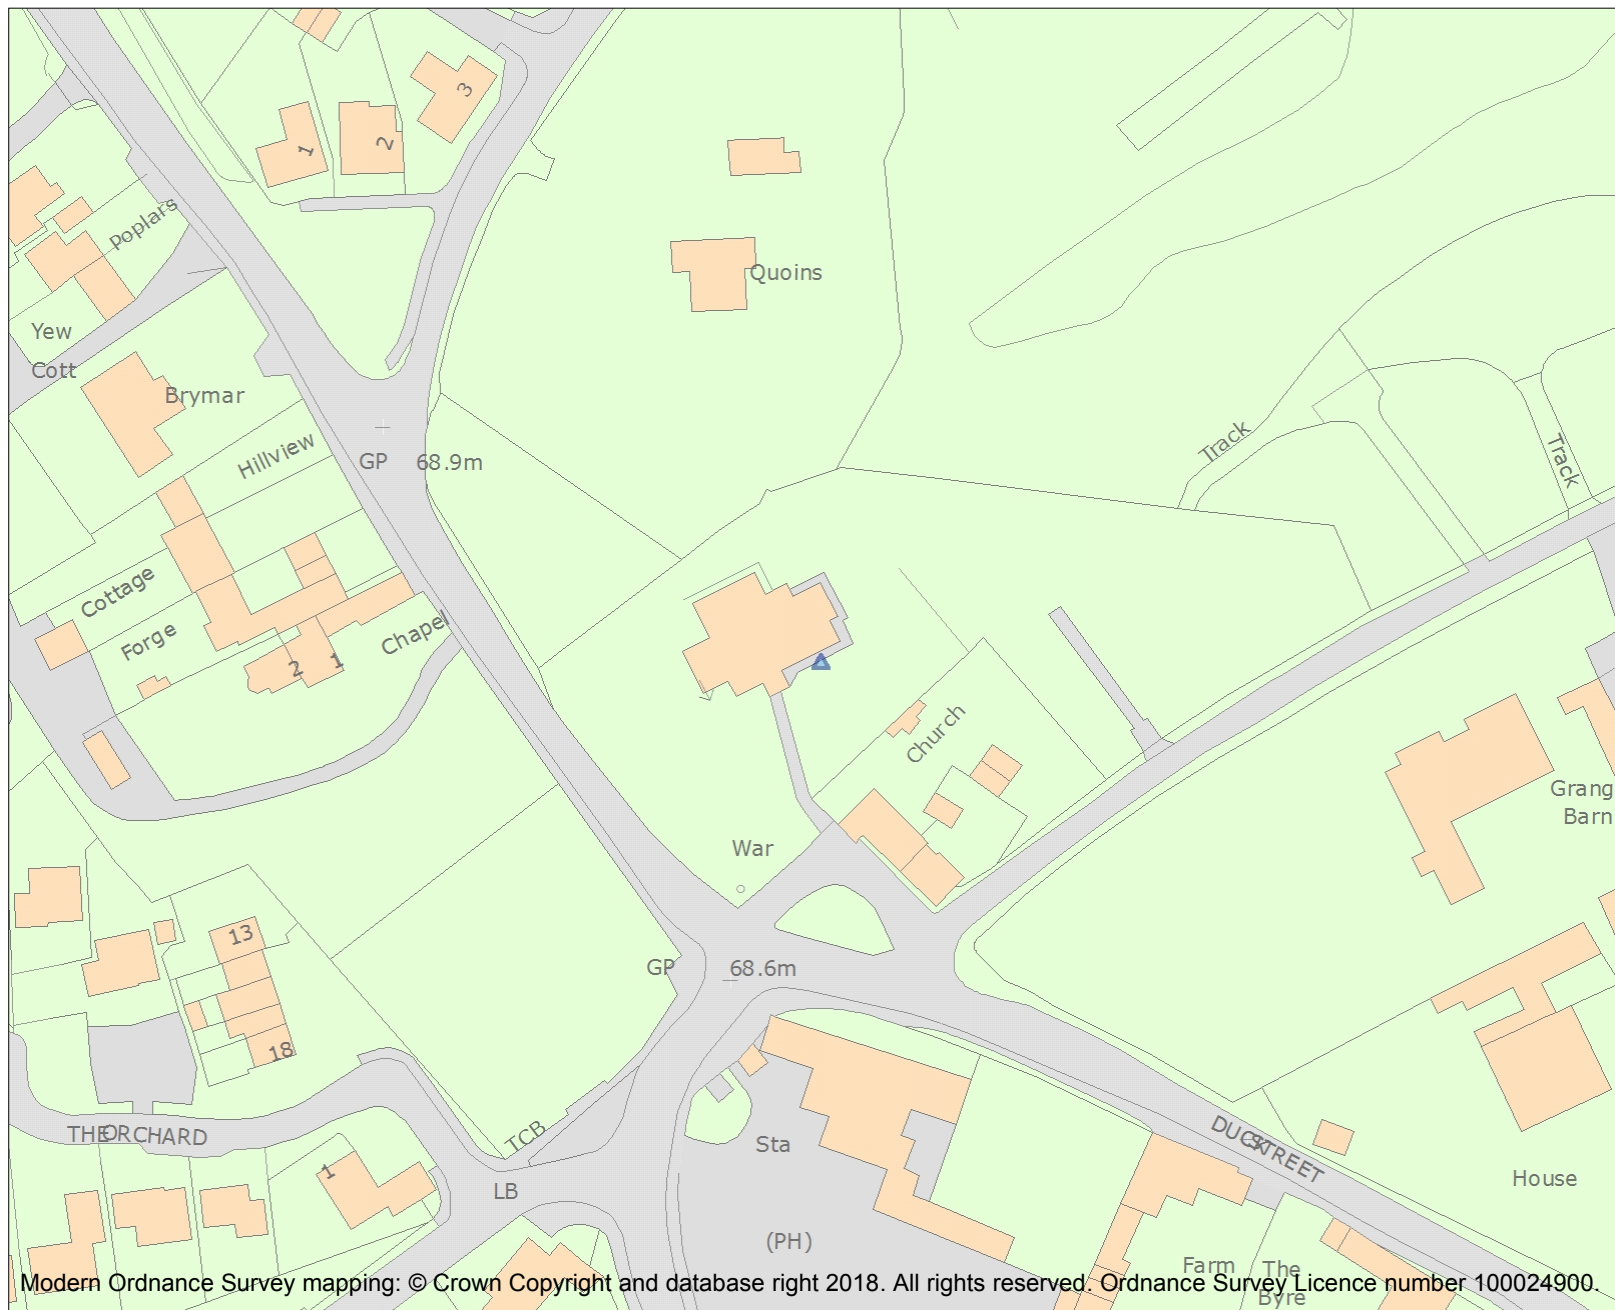 3
1
2
Poplars
Quoins
Yew
Cott
Brymar
Hillview
GP 68.9m
Track
Track
Cottage
Forge
Chapel
2 1
Church
Grang
Barn
War
13
GP 68.6m
18
THE ORCHARD
TCB
Sta
DUCK STREET
1
LB
House
(PH)
Farm
The
Byre
Modern Ordnance Survey mapping: © Crown Copyright and database right 2018. All rights reserved. Ordnance Survey Licence number 100024900.